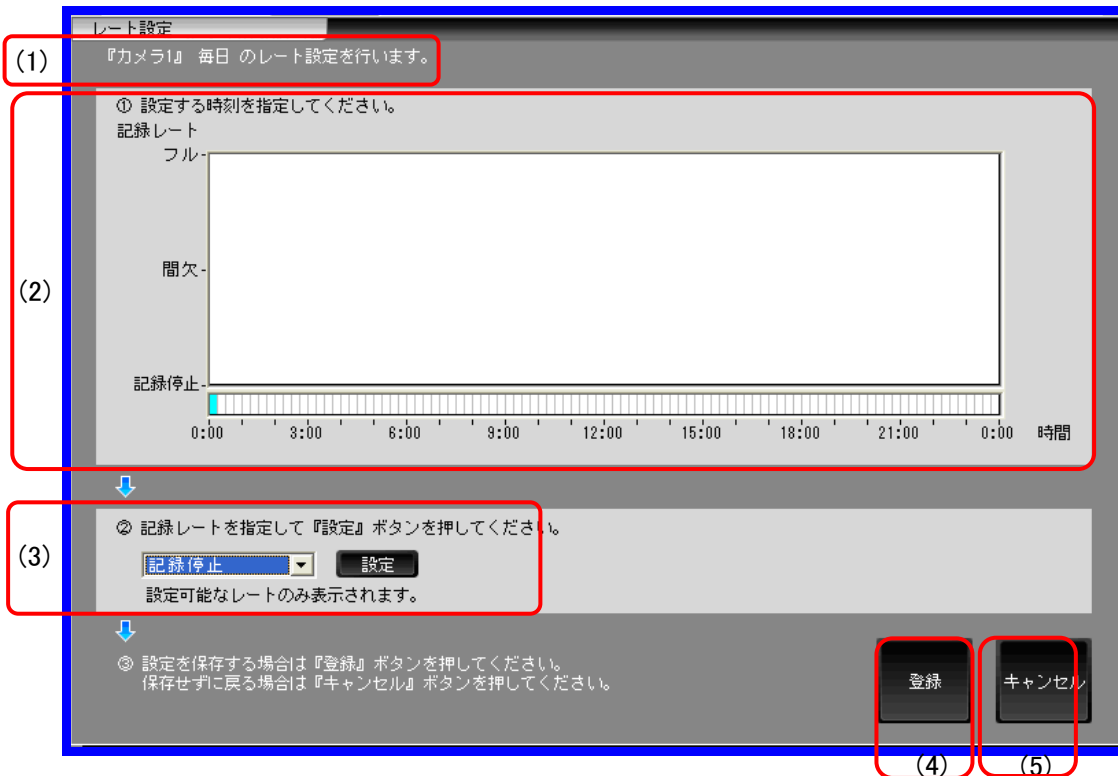 レート設定
(1)
『カメラ1』 毎日 のレート設定を行います。
① 設定する時刻を指定してください。
記録レート
フル
間欠
(2)
記録停止
0:00 3:00 6:00 9:00 12:00 15:00 18:00 21:00 0:00 時間
② 記録レートを指定して『設定』ボタンを押してください。
(3)
記録停止 設定
設定可能なレートのみ表示されます。
③ 設定を保存する場合は『登録』ボタンを押してください。
保存せずに戻る場合は『キャンセル』ボタンを押してください。
登録 キャンセル
(4) (5)